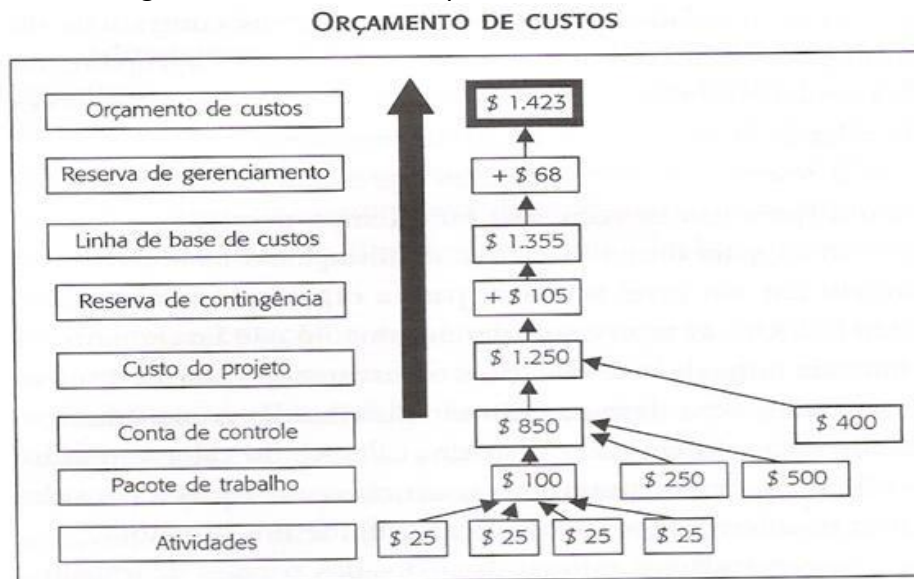 ORÇAMENTO DE CUSTOS
Orçamento de custos $ 1.423
Reserva de gerenciamento + $ 68
Linha de base de custos $ 1.355
Reserva de contingência + $ 105
Custo do projeto $ 1.250
Conta de controle $ 850 $ 400
Pacote de trabalho $ 100 $ 250 $ 500
Atividades $ 25 $ 25 $ 25 $ 25